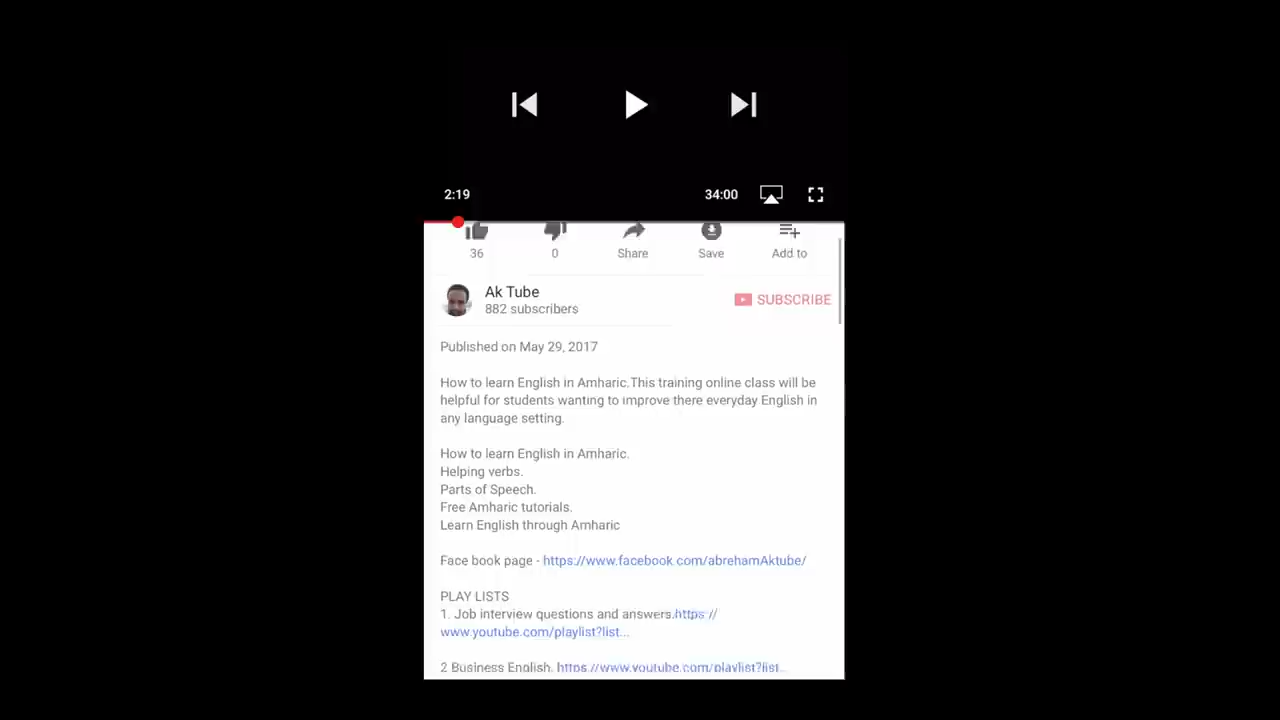 2:19
34:00
36
0
Share
Save
Add to
Ak Tube
882 subscribers
SUBSCRIBE
Published on May 29, 2017
How to learn English in Amharic.This training online class will be
helpful for students wanting to improve there everyday English in
any language setting.
How to learn English in Amharic.
Helping verbs.
Parts of Speech.
Free Amharic tutorials.
Learn English through Amharic
Face book page - https://www.facebook.com/abrehamAktube/
PLAY LISTS
1. Job interview questions and answers.https://
www.youtube.com/playlist?list...
2 Business English. https://www.youtube.com/playlist?list...